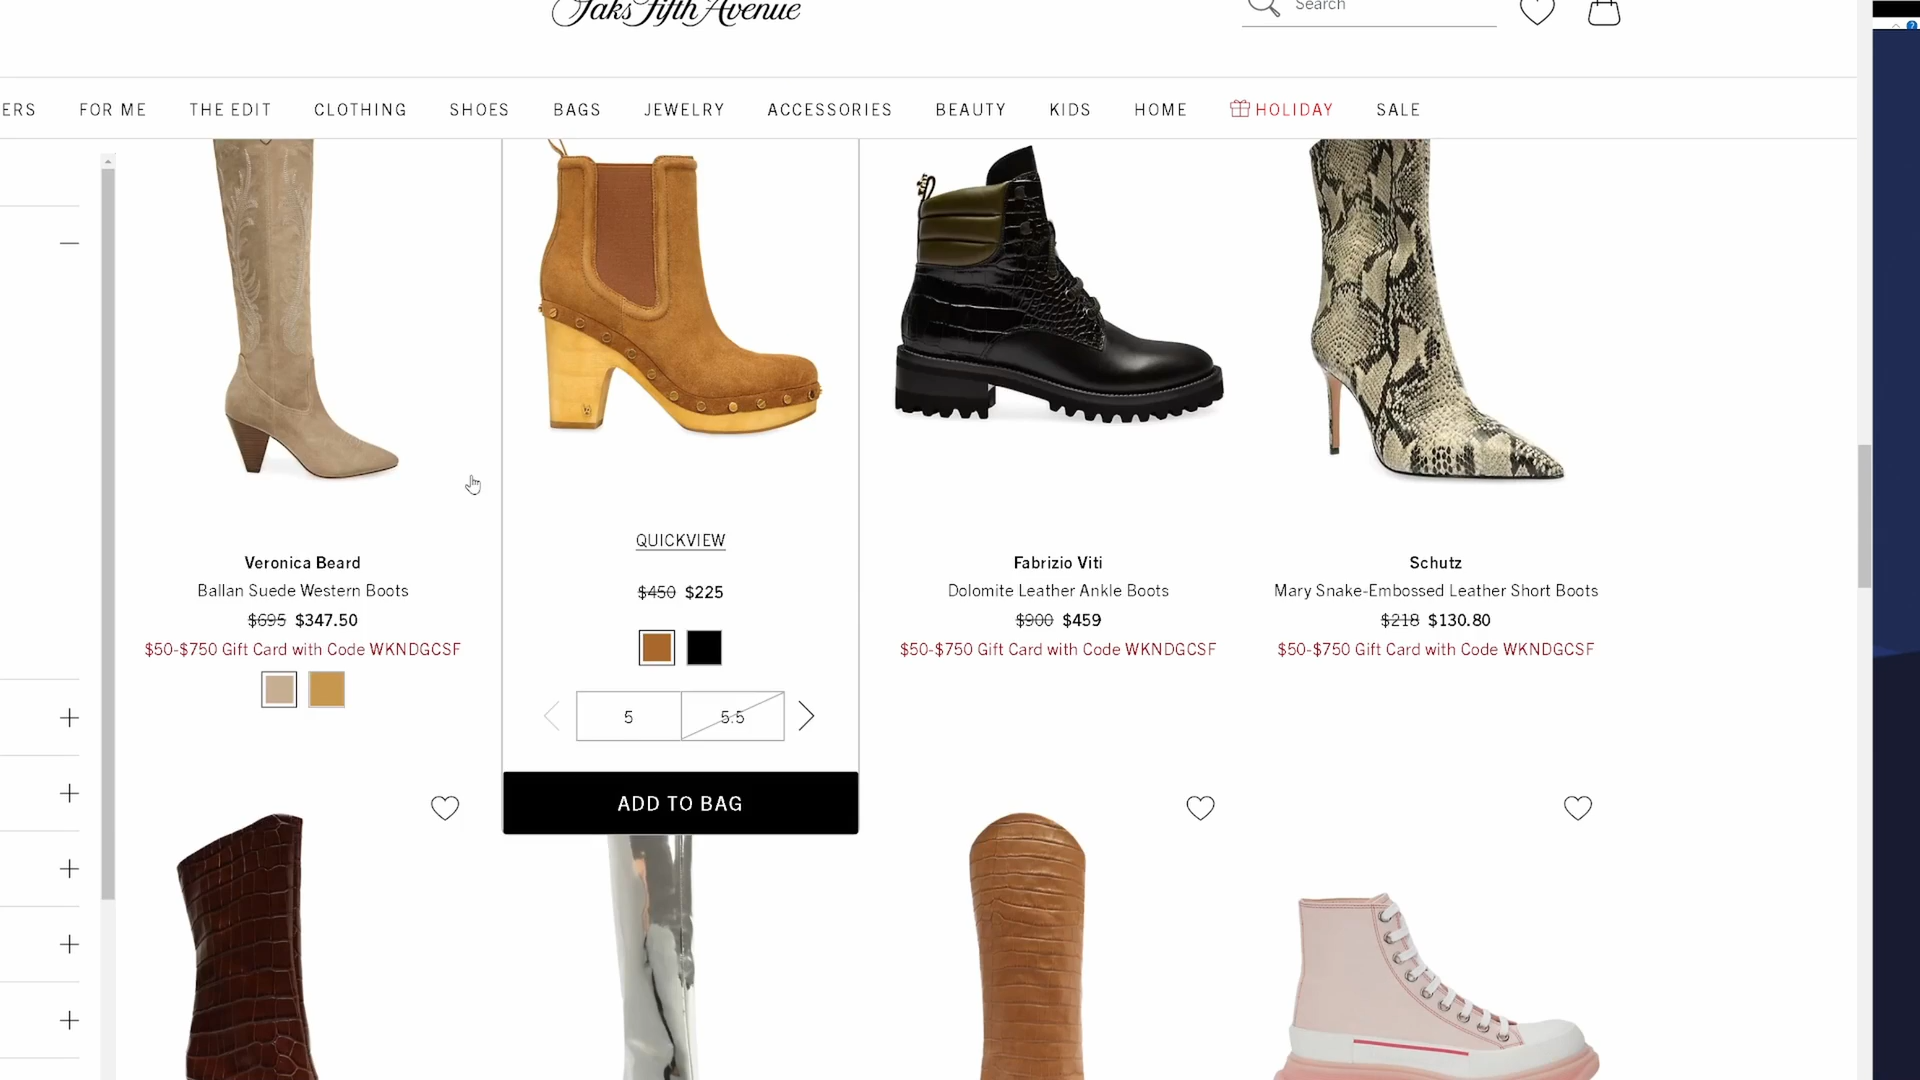 Saks Fifth Avenue
Search
ERS FOR ME THE EDIT CLOTHING SHOES BAGS JEWELRY ACCESSORIES BEAUTY KIDS HOME HOLIDAY SALE
Veronica Beard
Ballan Suede Western Boots
$695 $347.50
$50-$750 Gift Card with Code WKNDGCSF
QUICKVIEW
$450 $225
5 5.5
ADD TO BAG
Fabrizio Viti
Dolomite Leather Ankle Boots
$900 $459
$50-$750 Gift Card with Code WKNDGCSF
Schutz
Mary Snake-Embossed Leather Short Boots
$218 $130.80
$50-$750 Gift Card with Code WKNDGCSF